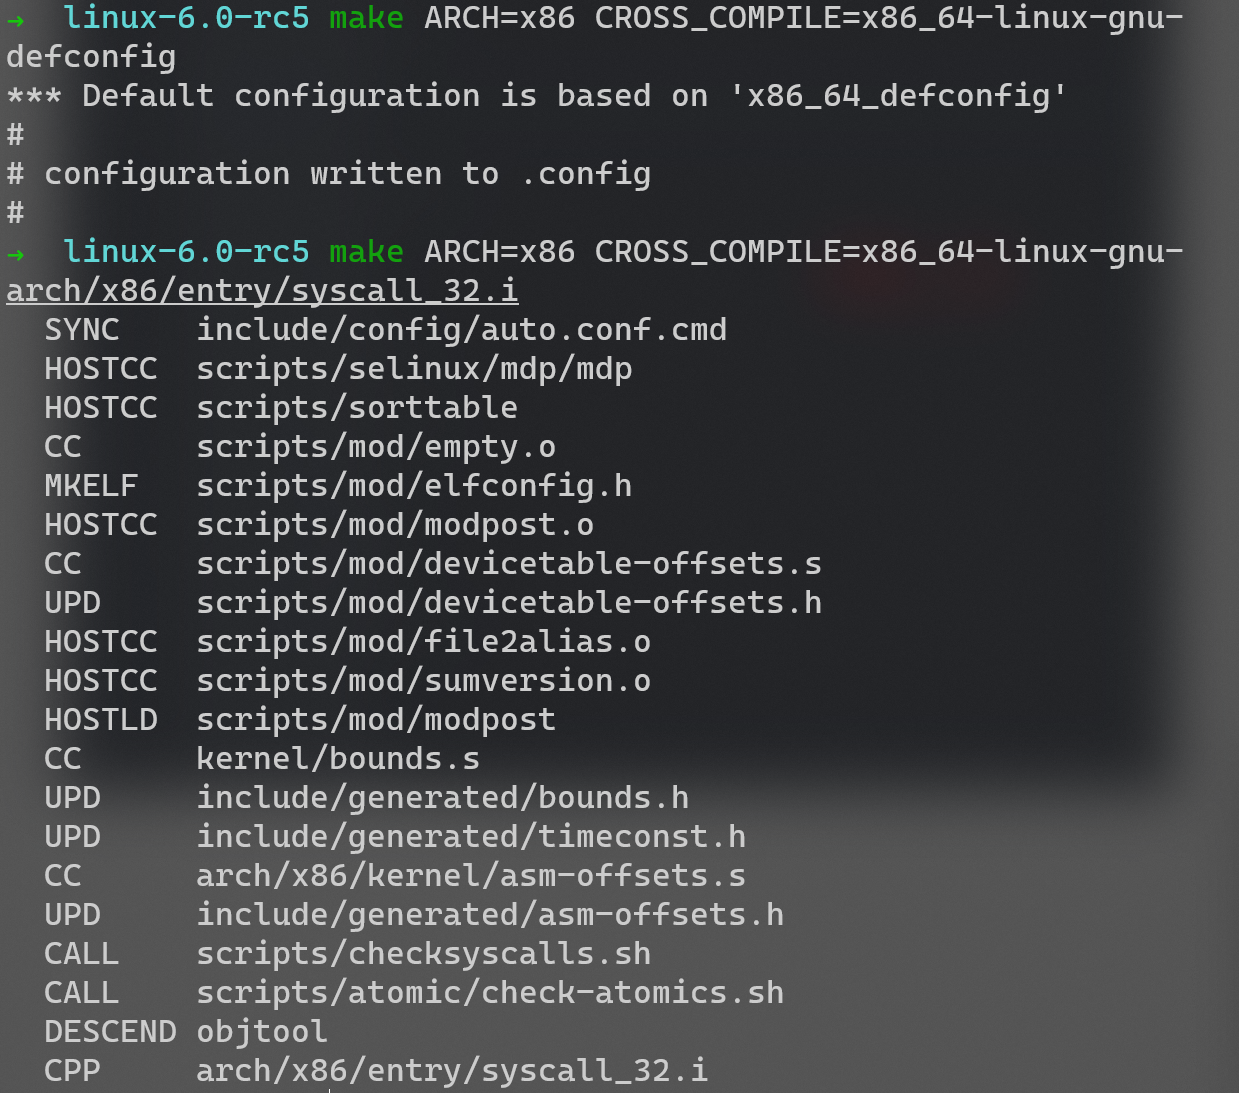 →  linux-6.0-rc5 make ARCH=x86 CROSS_COMPILE=x86_64-linux-gnu-
defconfig
*** Default configuration is based on 'x86_64_defconfig'
#
# configuration written to .config
#
→  linux-6.0-rc5 make ARCH=x86 CROSS_COMPILE=x86_64-linux-gnu-
arch/x86/entry/syscall_32.i
  SYNC    include/config/auto.conf.cmd
  HOSTCC  scripts/selinux/mdp/mdp
  HOSTCC  scripts/sorttable
  CC      scripts/mod/empty.o
  MKELF   scripts/mod/elfconfig.h
  HOSTCC  scripts/mod/modpost.o
  CC      scripts/mod/devicetable-offsets.s
  UPD     scripts/mod/devicetable-offsets.h
  HOSTCC  scripts/mod/file2alias.o
  HOSTCC  scripts/mod/sumversion.o
  HOSTLD  scripts/mod/modpost
  CC      kernel/bounds.s
  UPD     include/generated/bounds.h
  UPD     include/generated/timeconst.h
  CC      arch/x86/kernel/asm-offsets.s
  UPD     include/generated/asm-offsets.h
  CALL    scripts/checksyscalls.sh
  CALL    scripts/atomic/check-atomics.sh
  DESCEND objtool
  CPP     arch/x86/entry/syscall_32.i